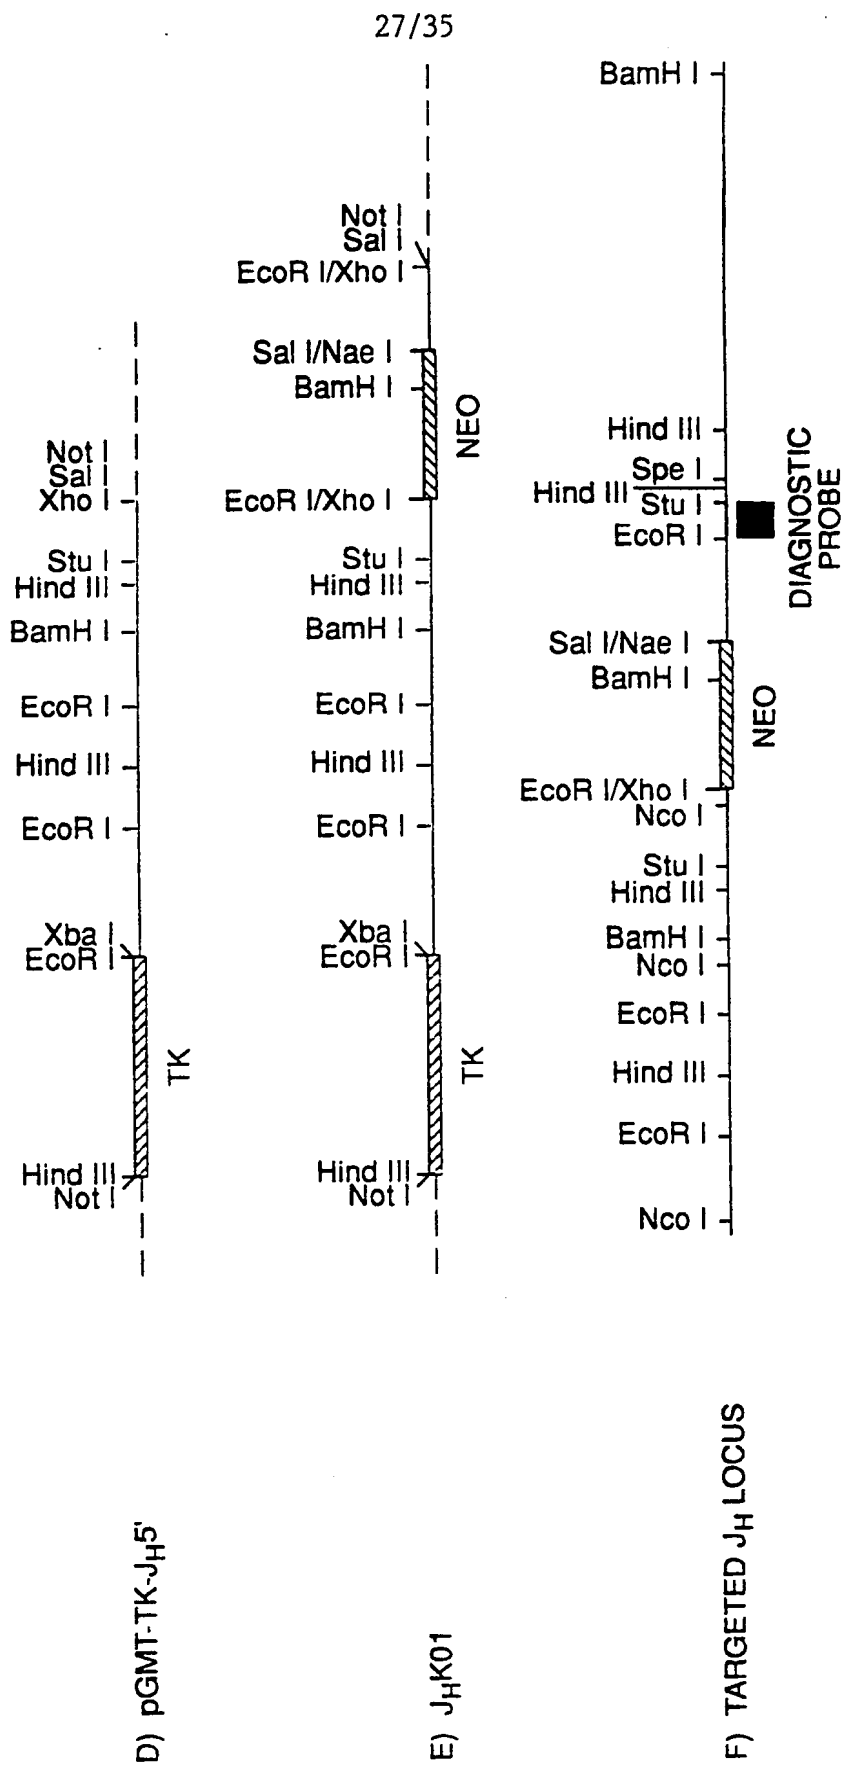 27/35
D) pGMT-TK-JH5'
Not I
Sal I
Xho I
Stu I
Hind III
BamH I
EcoR I
Hind III
EcoR I
Xba I
EcoR I
TK
Hind III
Not I
E) JHK01
Not I
Sal I
EcoR I/Xho I
Sal I/Nae I
BamH I
NEO
EcoR I/Xho I
Stu I
Hind III
BamH I
EcoR I
Hind III
EcoR I
Xba I
EcoR I
TK
Hind III
Not I
F) TARGETED JH LOCUS
BamH I
Hind III
Spe I
Hind III
Stu I
EcoR I
DIAGNOSTIC
PROBE
Sal I/Nae I
BamH I
NEO
EcoR I/Xho I
Nco I
Stu I
Hind III
BamH I
Nco I
EcoR I
Hind III
EcoR I
Nco I